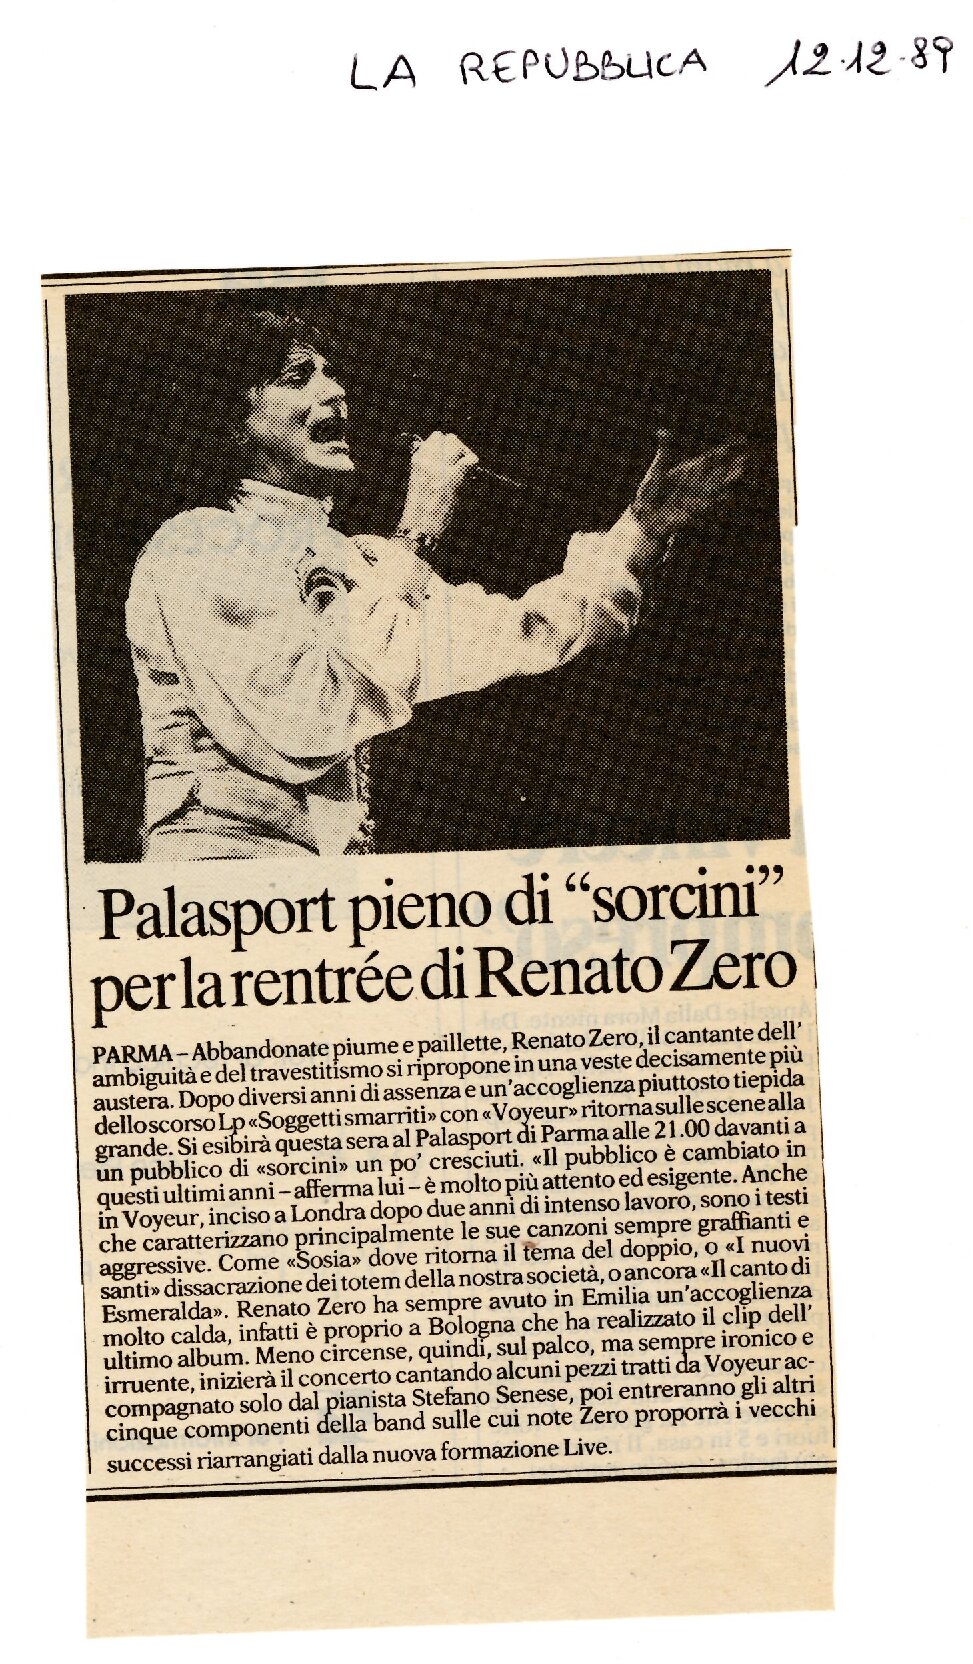 LA REPUBBLICA 12.12.89
Palasport pieno di “sorcini”
per la rentrée di Renato Zero
PARMA – Abbandonate piume e paillette, Renato Zero, il cantante dell'
ambiguità e del travestitismo si ripropone in una veste decisamente più
austera. Dopo diversi anni di assenza e un'accoglienza piuttosto tiepida
dello scorso Lp «Soggetti smarriti» con «Voyeur» ritorna sulle scene alla
grande. Si esibirà questa sera al Palasport di Parma alle 21.00 davanti a
un pubblico di «sorcini» un po' cresciuti. «Il pubblico è cambiato in
questi ultimi anni – afferma lui – è molto più attento ed esigente. Anche
in Voyeur, inciso a Londra dopo due anni di intenso lavoro, sono i testi
che caratterizzano principalmente le sue canzoni sempre graffianti e
aggressive. Come «Sosia» dove ritorna il tema del doppio, o «I nuovi
santi» dissacrazione dei totem della nostra società, o ancora «Il canto di
Esmeralda». Renato Zero ha sempre avuto in Emilia un'accoglienza
molto calda, infatti è proprio a Bologna che ha realizzato il clip dell'
ultimo album. Meno circense, quindi, sul palco, ma sempre ironico e
irruente, inizierà il concerto cantando alcuni pezzi tratti da Voyeur ac-
compagnato solo dal pianista Stefano Senese, poi entreranno gli altri
cinque componenti della band sulle cui note Zero proporrà i vecchi
successi riarrangiati dalla nuova formazione Live.